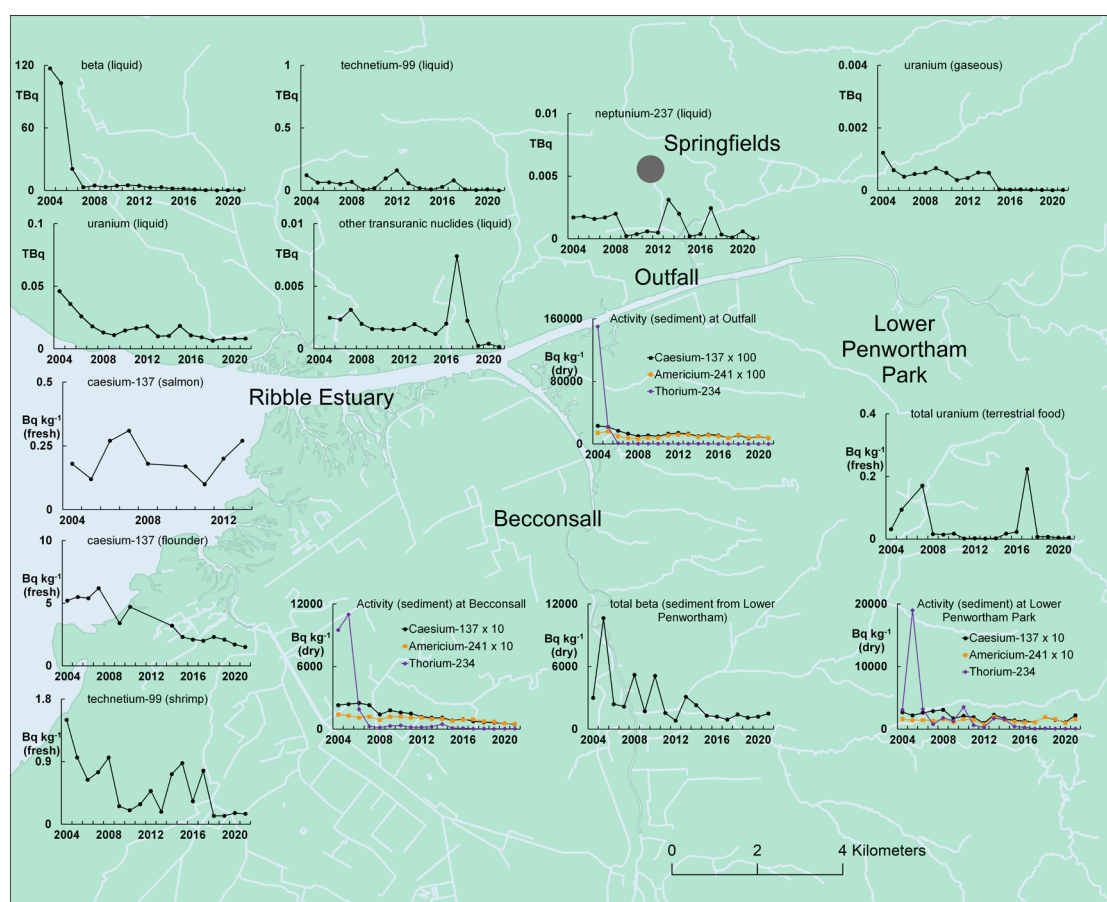 beta (liquid)
120
TBq
60
0
2004 2008 2012 2016 2020
technetium-99 (liquid)
1
TBq
0.5
0
2004 2008 2012 2016 2020
neptunium-237 (liquid)
0.01
TBq
0.005
0
2004 2008 2012 2016 2020
Springfields
uranium (gaseous)
0.004
TBq
0.002
0
2004 2008 2012 2016 2020
uranium (liquid)
0.1
TBq
0.05
0
2004 2008 2012 2016 2020
other transuranic nuclides (liquid)
0.01
TBq
0.005
0
2004 2008 2012 2016 2020
Outfall
Activity (sediment) at Outfall
160000
Bq kg-1
(dry)
80000
0
Caesium-137 x 100
Americium-241 x 100
Thorium-234
2004 2008 2012 2016 2020
Lower
Penwortham
Park
Ribble Estuary
caesium-137 (salmon)
0.5
Bq kg-1
(fresh)
0.25
0
2004 2008 2012
total uranium (terrestrial food)
0.4
Bq kg-1
(fresh)
0.2
0
2004 2008 2012 2016 2020
Becconsall
caesium-137 (flounder)
10
Bq kg-1
(fresh)
5
0
2004 2008 2012 2016 2020
Activity (sediment) at Becconsall
12000
Bq kg-1
(dry)
6000
0
Caesium-137 x 10
Americium-241 x 10
Thorium-234
2004 2008 2012 2016 2020
total beta (sediment from Lower
Penwortham)
12000
Bq kg-1
(dry)
6000
0
2004 2008 2012 2016 2020
Activity (sediment) at Lower
Penwortham Park
20000
Bq kg-1
(dry)
10000
0
Caesium-137 x 10
Americium-241 x 10
Thorium-234
2004 2008 2012 2016 2020
technetium-99 (shrimp)
1.8
Bq kg-1
(fresh)
0.9
0
2004 2008 2012 2016 2020
0 2 4 Kilometers